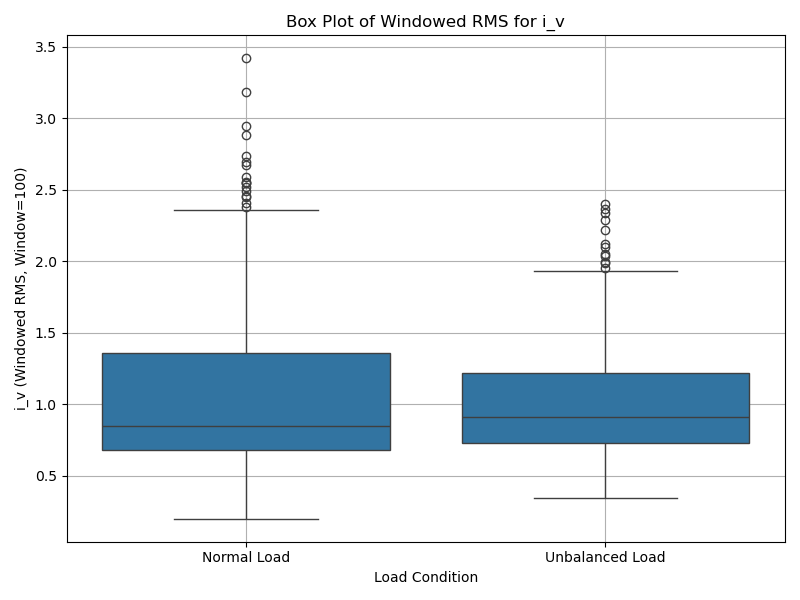 Box Plot of Windowed RMS for i_v
i_v (Windowed RMS, Window=100)
3.5
3.0
2.5
2.0
1.5
1.0
0.5
Normal Load
Unbalanced Load
Load Condition